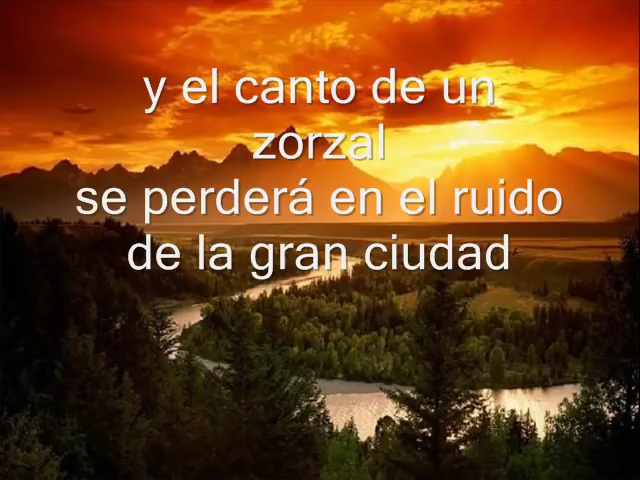 y el canto de un
zorzal
se perderá en el ruido
de la gran ciudad